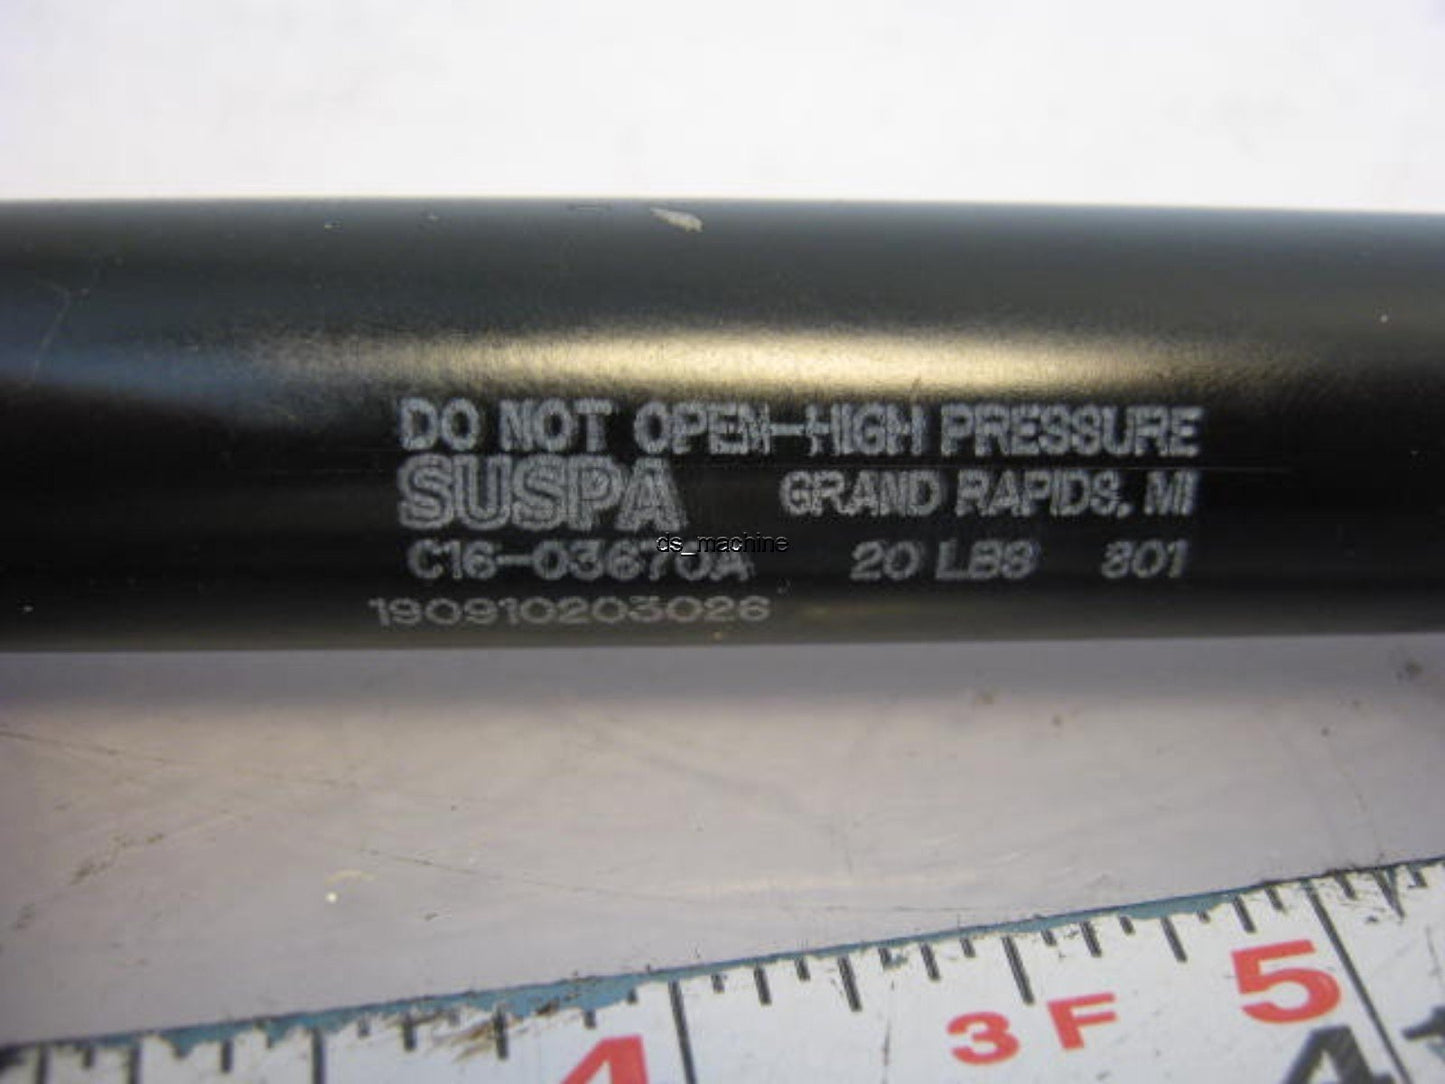 DO NOT OPEN-HIGH PRESSURE
SUSPA GRAND RAPIDS, MI
C16-03670A 20 LBS 801
ds_machine
190910203026
4 3F 5
4